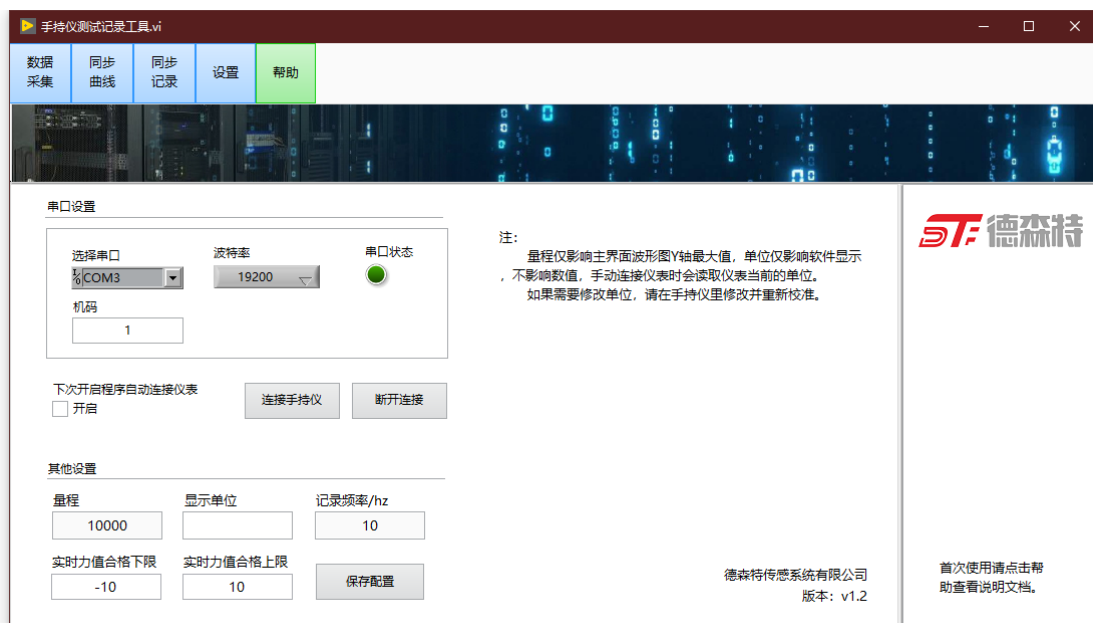 手持仪测试记录工具.vi
数据
采集
同步
曲线
同步
记录
设置
帮助
串口设置
选择串口
COM3
波特率
19200
串口状态
机码
1
下次开启程序自动连接仪表
开启
连接手持仪
断开连接
其他设置
量程
10000
显示单位
记录频率/hz
10
实时力值合格下限
-10
实时力值合格上限
10
保存配置
注:
量程仅影响主界面波形图Y轴最大值，单位仅影响软件显示
，不影响数值，手动连接仪表时会读取仪表当前的单位。
如果需要修改单位，请在手持仪里修改并重新校准。
德森特传感系统有限公司
版本：v1.2
德森特
首次使用请点击帮
助查看说明文档。